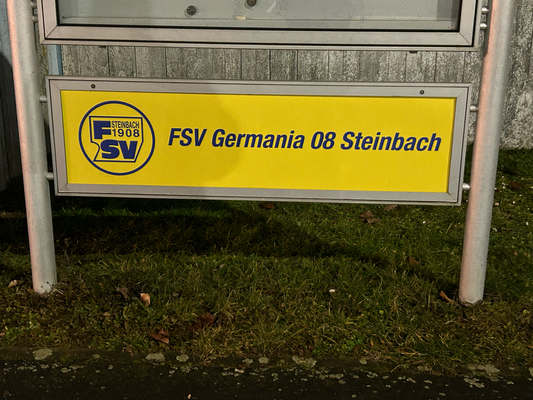 STEINBACH
1908
FSV
FSV Germania 08 Steinbach